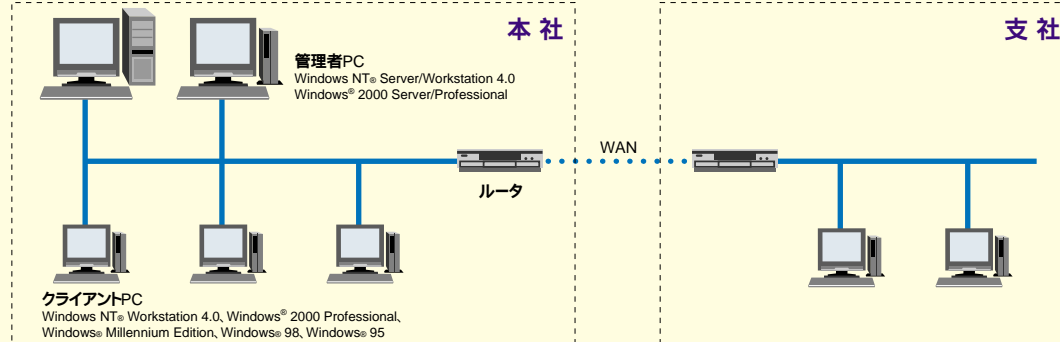 本 社
支 社
管理者PC
Windows NT® Server/Workstation 4.0
Windows® 2000 Server/Professional
WAN
ルータ
クライアントPC
Windows NT® Workstation 4.0、Windows® 2000 Professional、
Windows® Millennium Edition、Windows® 98、Windows® 95